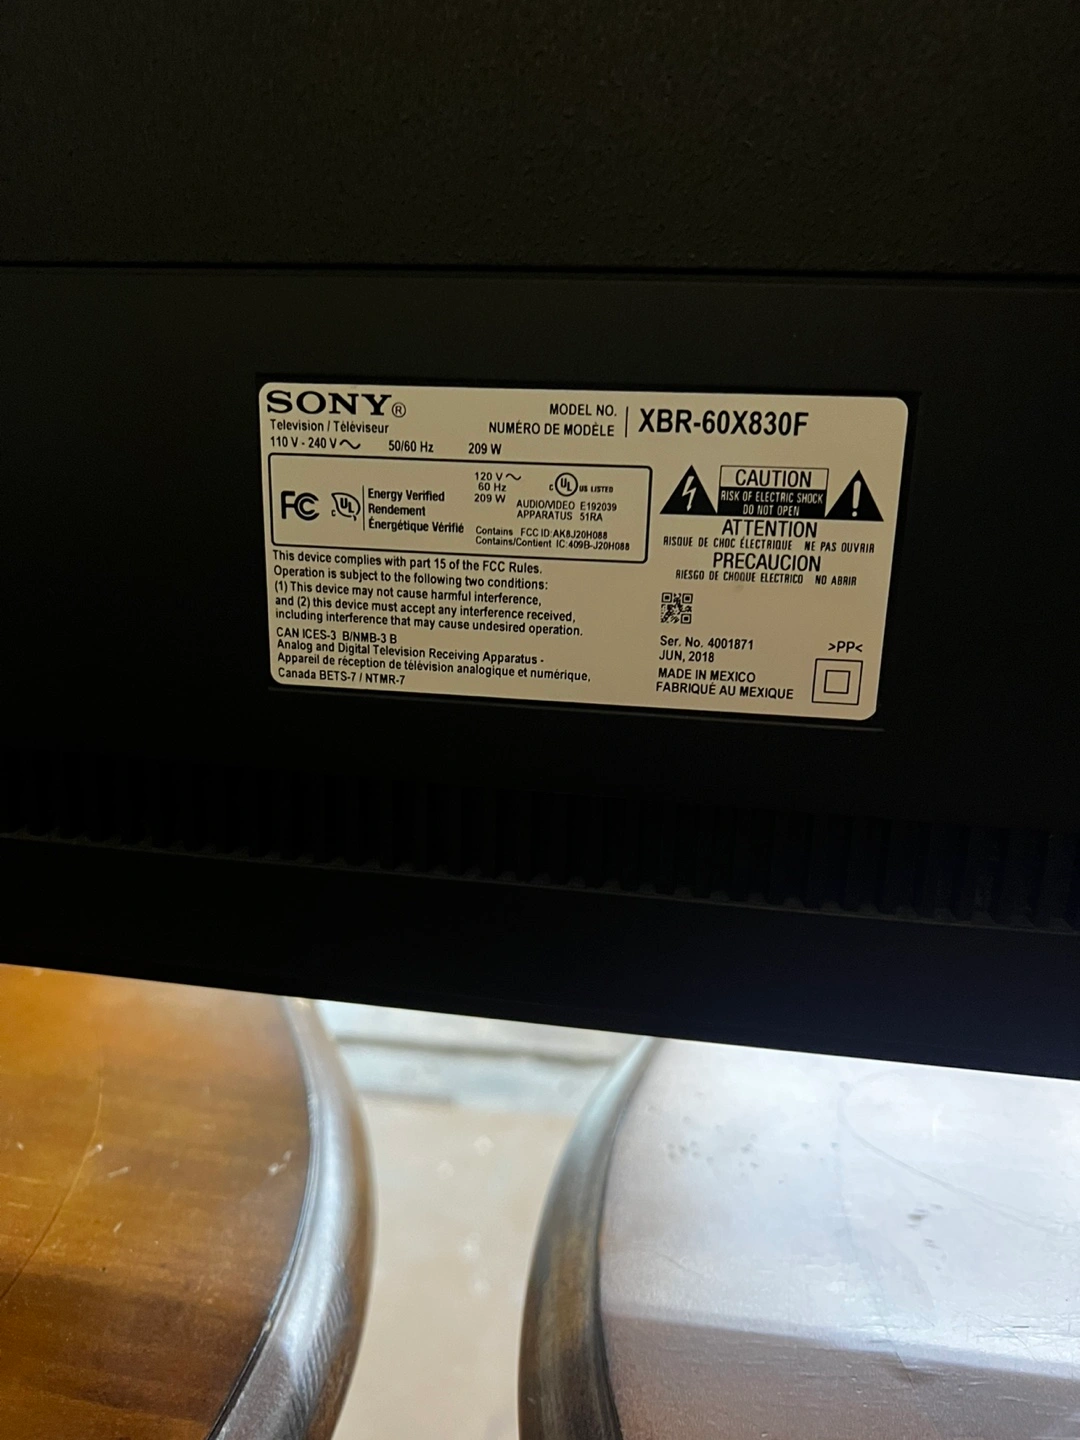 SONY®
Television / Téléviseur
110 V - 240 V~ 50/60 Hz 209 W
MODEL NO.
NUMÉRO DE MODÈLE
XBR-60X830F
FC
c UL
Energy Verified
Rendement
Énergétique Vérifié
120 V~
60 Hz
209 W
c UL US LISTED
AUDIO/VIDEO E192039
APPARATUS 51RA
Contains FCC ID:AK8J20H088
Contains/Contient IC:409B-J20H088
This device complies with part 15 of the FCC Rules.
Operation is subject to the following two conditions:
(1) This device may not cause harmful interference,
and (2) this device must accept any interference received,
including interference that may cause undesired operation.
CAN ICES-3 B/NMB-3 B
Analog and Digital Television Receiving Apparatus -
Appareil de réception de télévision analogique et numérique,
Canada BETS-7 / NTMR-7
CAUTION
RISK OF ELECTRIC SHOCK
DO NOT OPEN
ATTENTION
RISQUE DE CHOC ÉLECTRIQUE NE PAS OUVRIR
PRECAUCION
RIESGO DE CHOQUE ELECTRICO NO ABRIR
Ser. No. 4001871
JUN, 2018
MADE IN MEXICO
FABRIQUÉ AU MEXIQUE
>PP<